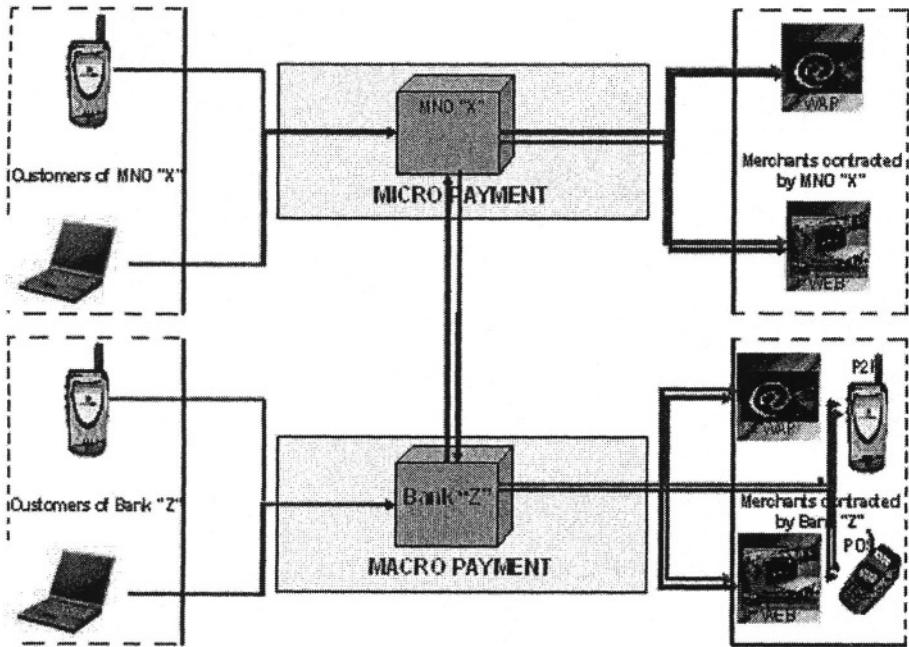 MNO "X"
WAP
Customers of MNO "X"
Merchants contracted
by MNO "X"
MICRO PAYMENT
WEB
P2P
WAP
Bank "Z"
Customers of Bank "Z"
Merchants contracted
by Bank "Z"
POS
MACRO PAYMENT
WEB